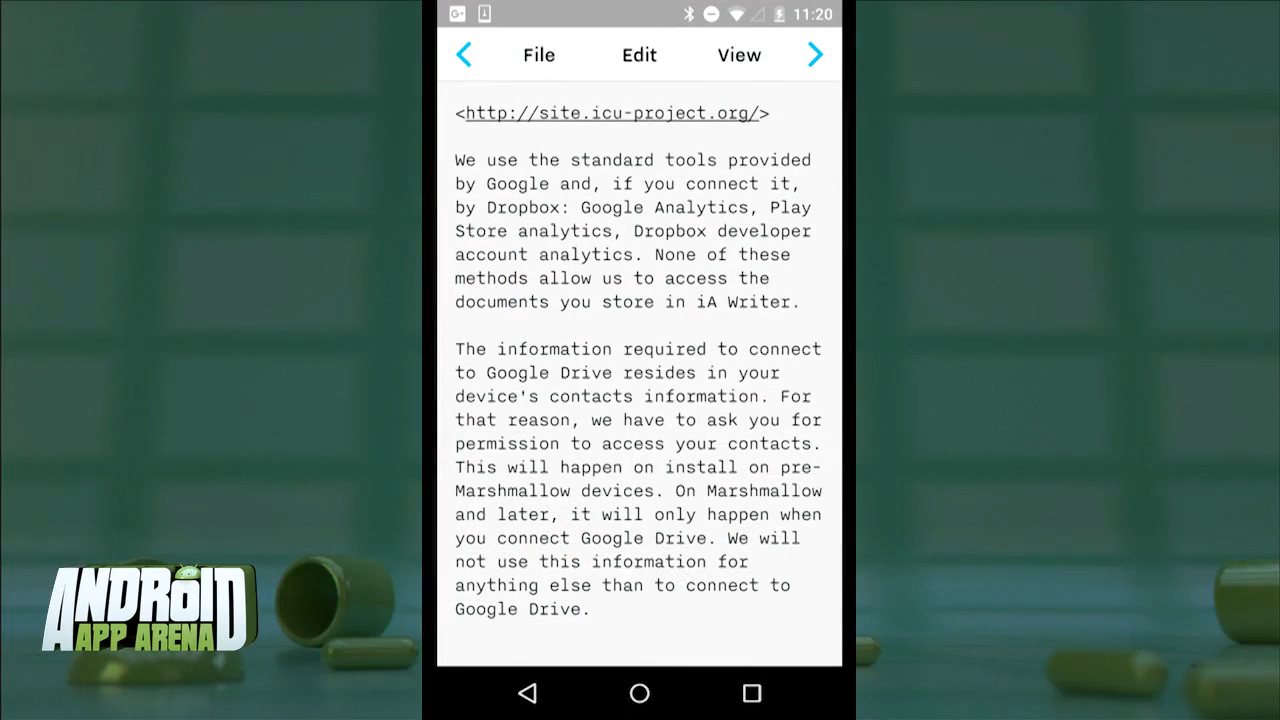 11:20
File Edit View
<http://site.icu-project.org/>
We use the standard tools provided
by Google and, if you connect it,
by Dropbox: Google Analytics, Play
Store analytics, Dropbox developer
account analytics. None of these
methods allow us to access the
documents you store in iA Writer.
The information required to connect
to Google Drive resides in your
device's contacts information. For
that reason, we have to ask you for
permission to access your contacts.
This will happen on install on pre-
Marshmallow devices. On Marshmallow
and later, it will only happen when
you connect Google Drive. We will
not use this information for
anything else than to connect to
Google Drive.
ANDROID
APP ARENA